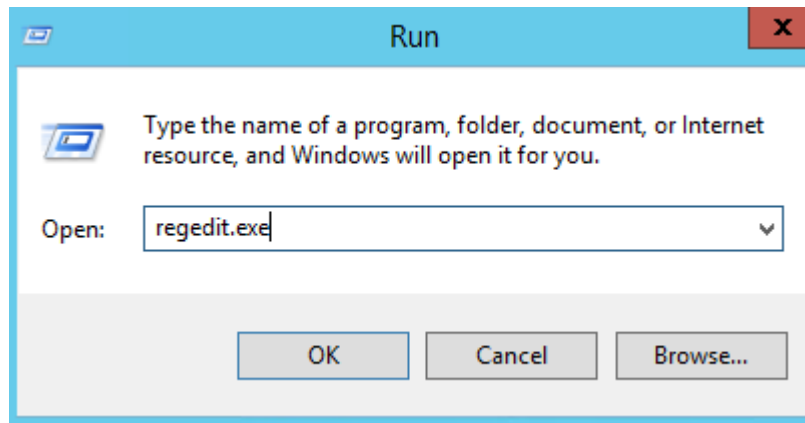 Run
x
Type the name of a program, folder, document, or Internet
resource, and Windows will open it for you.
Open:
regedit.exe
OK
Cancel
Browse...